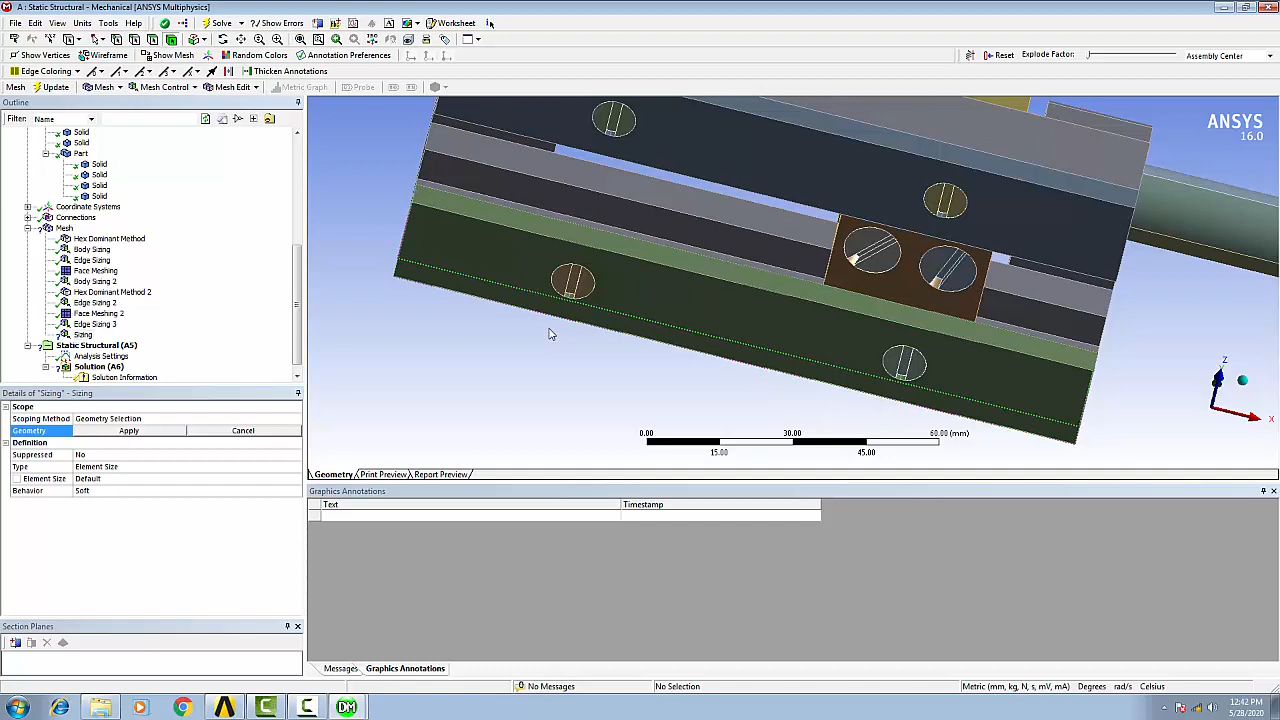 A : Static Structural - Mechanical [ANSYS Multiphysics]
File Edit View Units Tools Help Solve ?/Show Errors Worksheet
Show Vertices Wireframe Show Mesh Random Colors Annotation Preferences Reset Explode Factor: Assembly Center
Edge Coloring Thicken Annotations
Mesh Update Mesh Mesh Control Mesh Edit Metric Graph Probe
Outline
Filter: Name
Solid
Solid
Part
Solid
Solid
Solid
Solid
Coordinate Systems
Connections
Mesh
Hex Dominant Method
Body Sizing
Edge Sizing
Face Meshing
Body Sizing 2
Hex Dominant Method 2
Edge Sizing 2
Face Meshing 2
Edge Sizing 3
Sizing
Static Structural (A5)
Analysis Settings
Solution (A6)
Solution Information
Details of "Sizing" - Sizing
Scope
Scoping Method Geometry Selection
Geometry Apply Cancel
Definition
Suppressed No
Type Element Size
Element Size Default
Behavior Soft
Section Planes
ANSYS
16.0
Z
X
0.00 30.00 60.00 (mm)
15.00 45.00
Geometry Print Preview Report Preview
Graphics Annotations
Text Timestamp
Messages Graphics Annotations
No Messages No Selection Metric (mm, kg, N, s, mV, mA) Degrees rad/s Celsius
DM
12:42 PM
5/28/2020